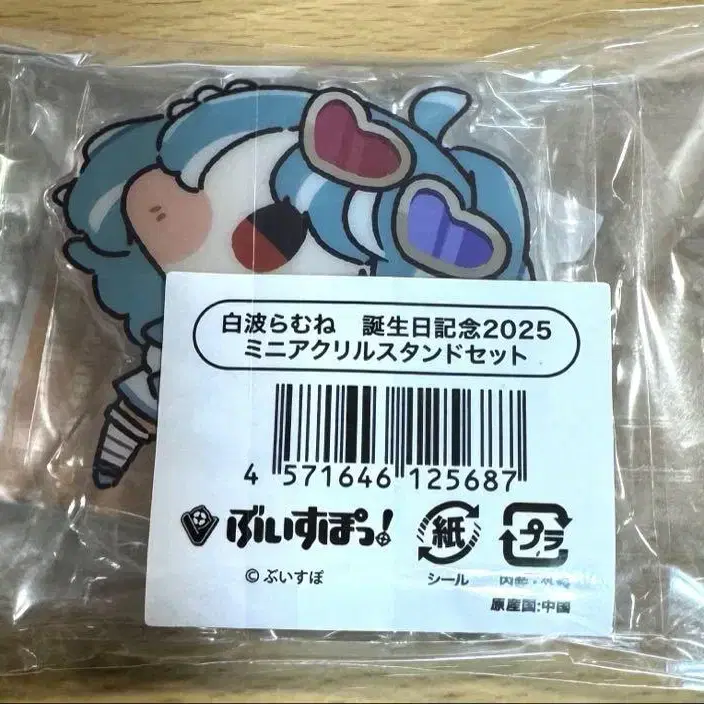 白波らむね 誕生日記念2025
ミニアクリルスタンドセット
4 571646 125687
ぶいすぽっ!
紙
プラ
©ぶいすぽ
シール
原産国:中国